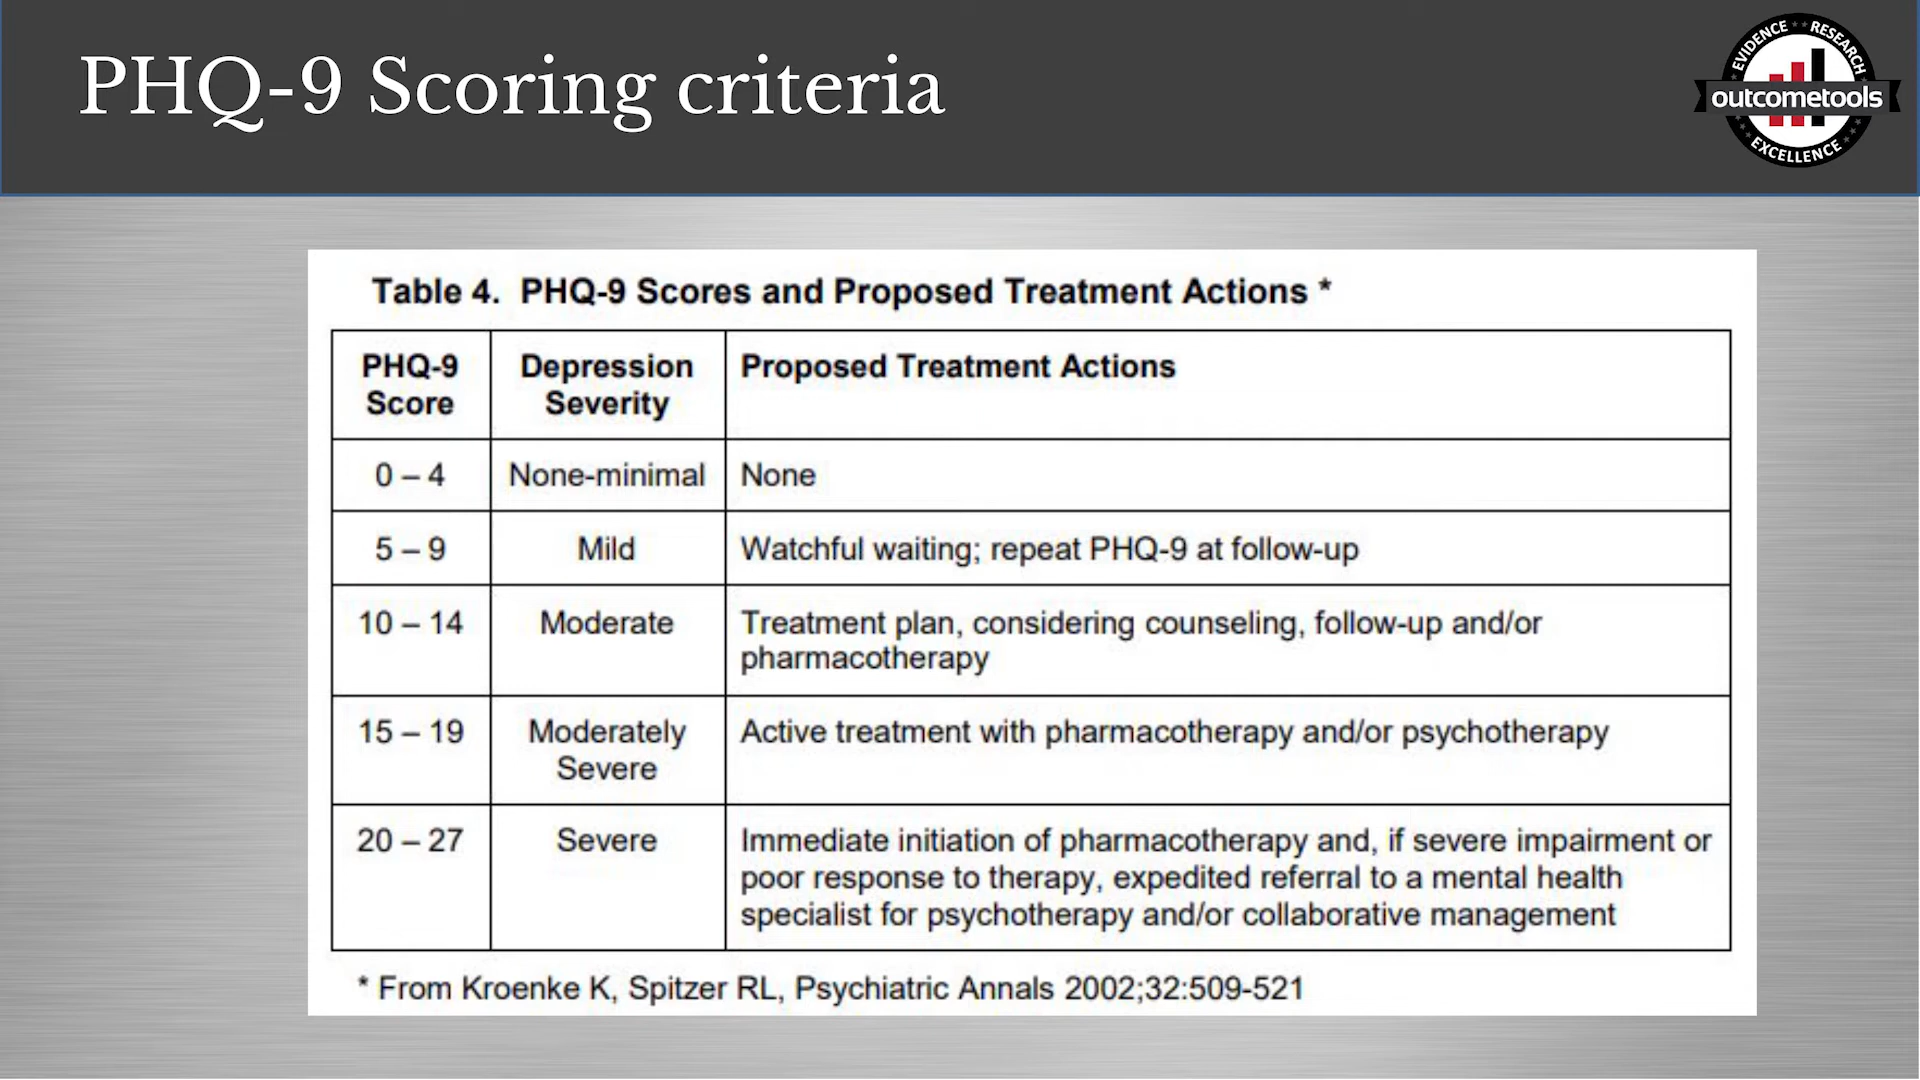 PHQ-9 Scoring criteria
EVIDENCE ** RESEARCH
outcometools
EXCELLENCE
Table 4. PHQ-9 Scores and Proposed Treatment Actions *
PHQ-9 Score
Depression Severity
Proposed Treatment Actions
0 – 4
None-minimal
None
5 – 9
Mild
Watchful waiting; repeat PHQ-9 at follow-up
10 – 14
Moderate
Treatment plan, considering counseling, follow-up and/or
pharmacotherapy
15 – 19
Moderately
Severe
Active treatment with pharmacotherapy and/or psychotherapy
20 – 27
Severe
Immediate initiation of pharmacotherapy and, if severe impairment or
poor response to therapy, expedited referral to a mental health
specialist for psychotherapy and/or collaborative management
* From Kroenke K, Spitzer RL, Psychiatric Annals 2002;32:509-521